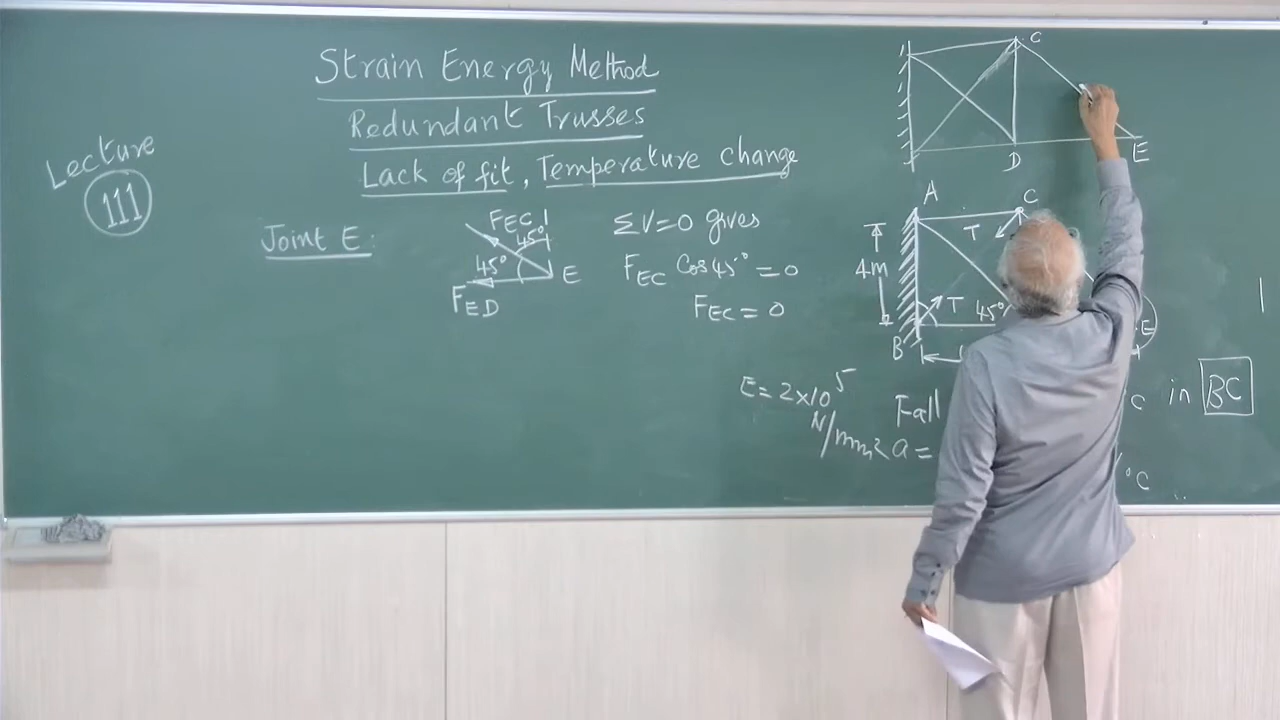 Strain Energy Method
Redundant Trusses
Lack of fit, Temperature change
Lecture
111
Joint E:
FEC
45°
45°
E
FED
ΣV=0 gives
FEC Cos45° = 0
FEC = 0
C
D
E
A
C
T
4m
T
45°
E
B
E = 2×10^5
N/mm2
Fall
C in BC
a =
/°C